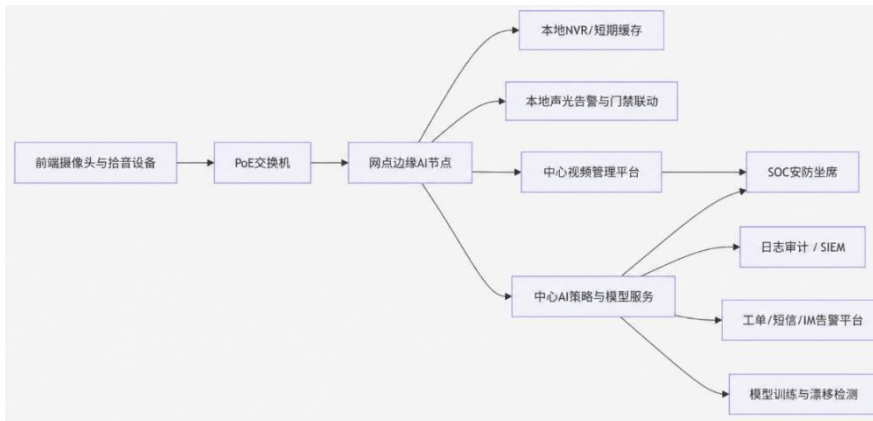 本地NVR/短期缓存
本地声光告警与门禁联动
前端摄像头与拾音设备
PoE交换机
网点边缘AI节点
中心视频管理平台
SOC安防坐席
日志审计 / SIEM
中心AI策略与模型服务
工单/短信/IM告警平台
模型训练与漂移检测